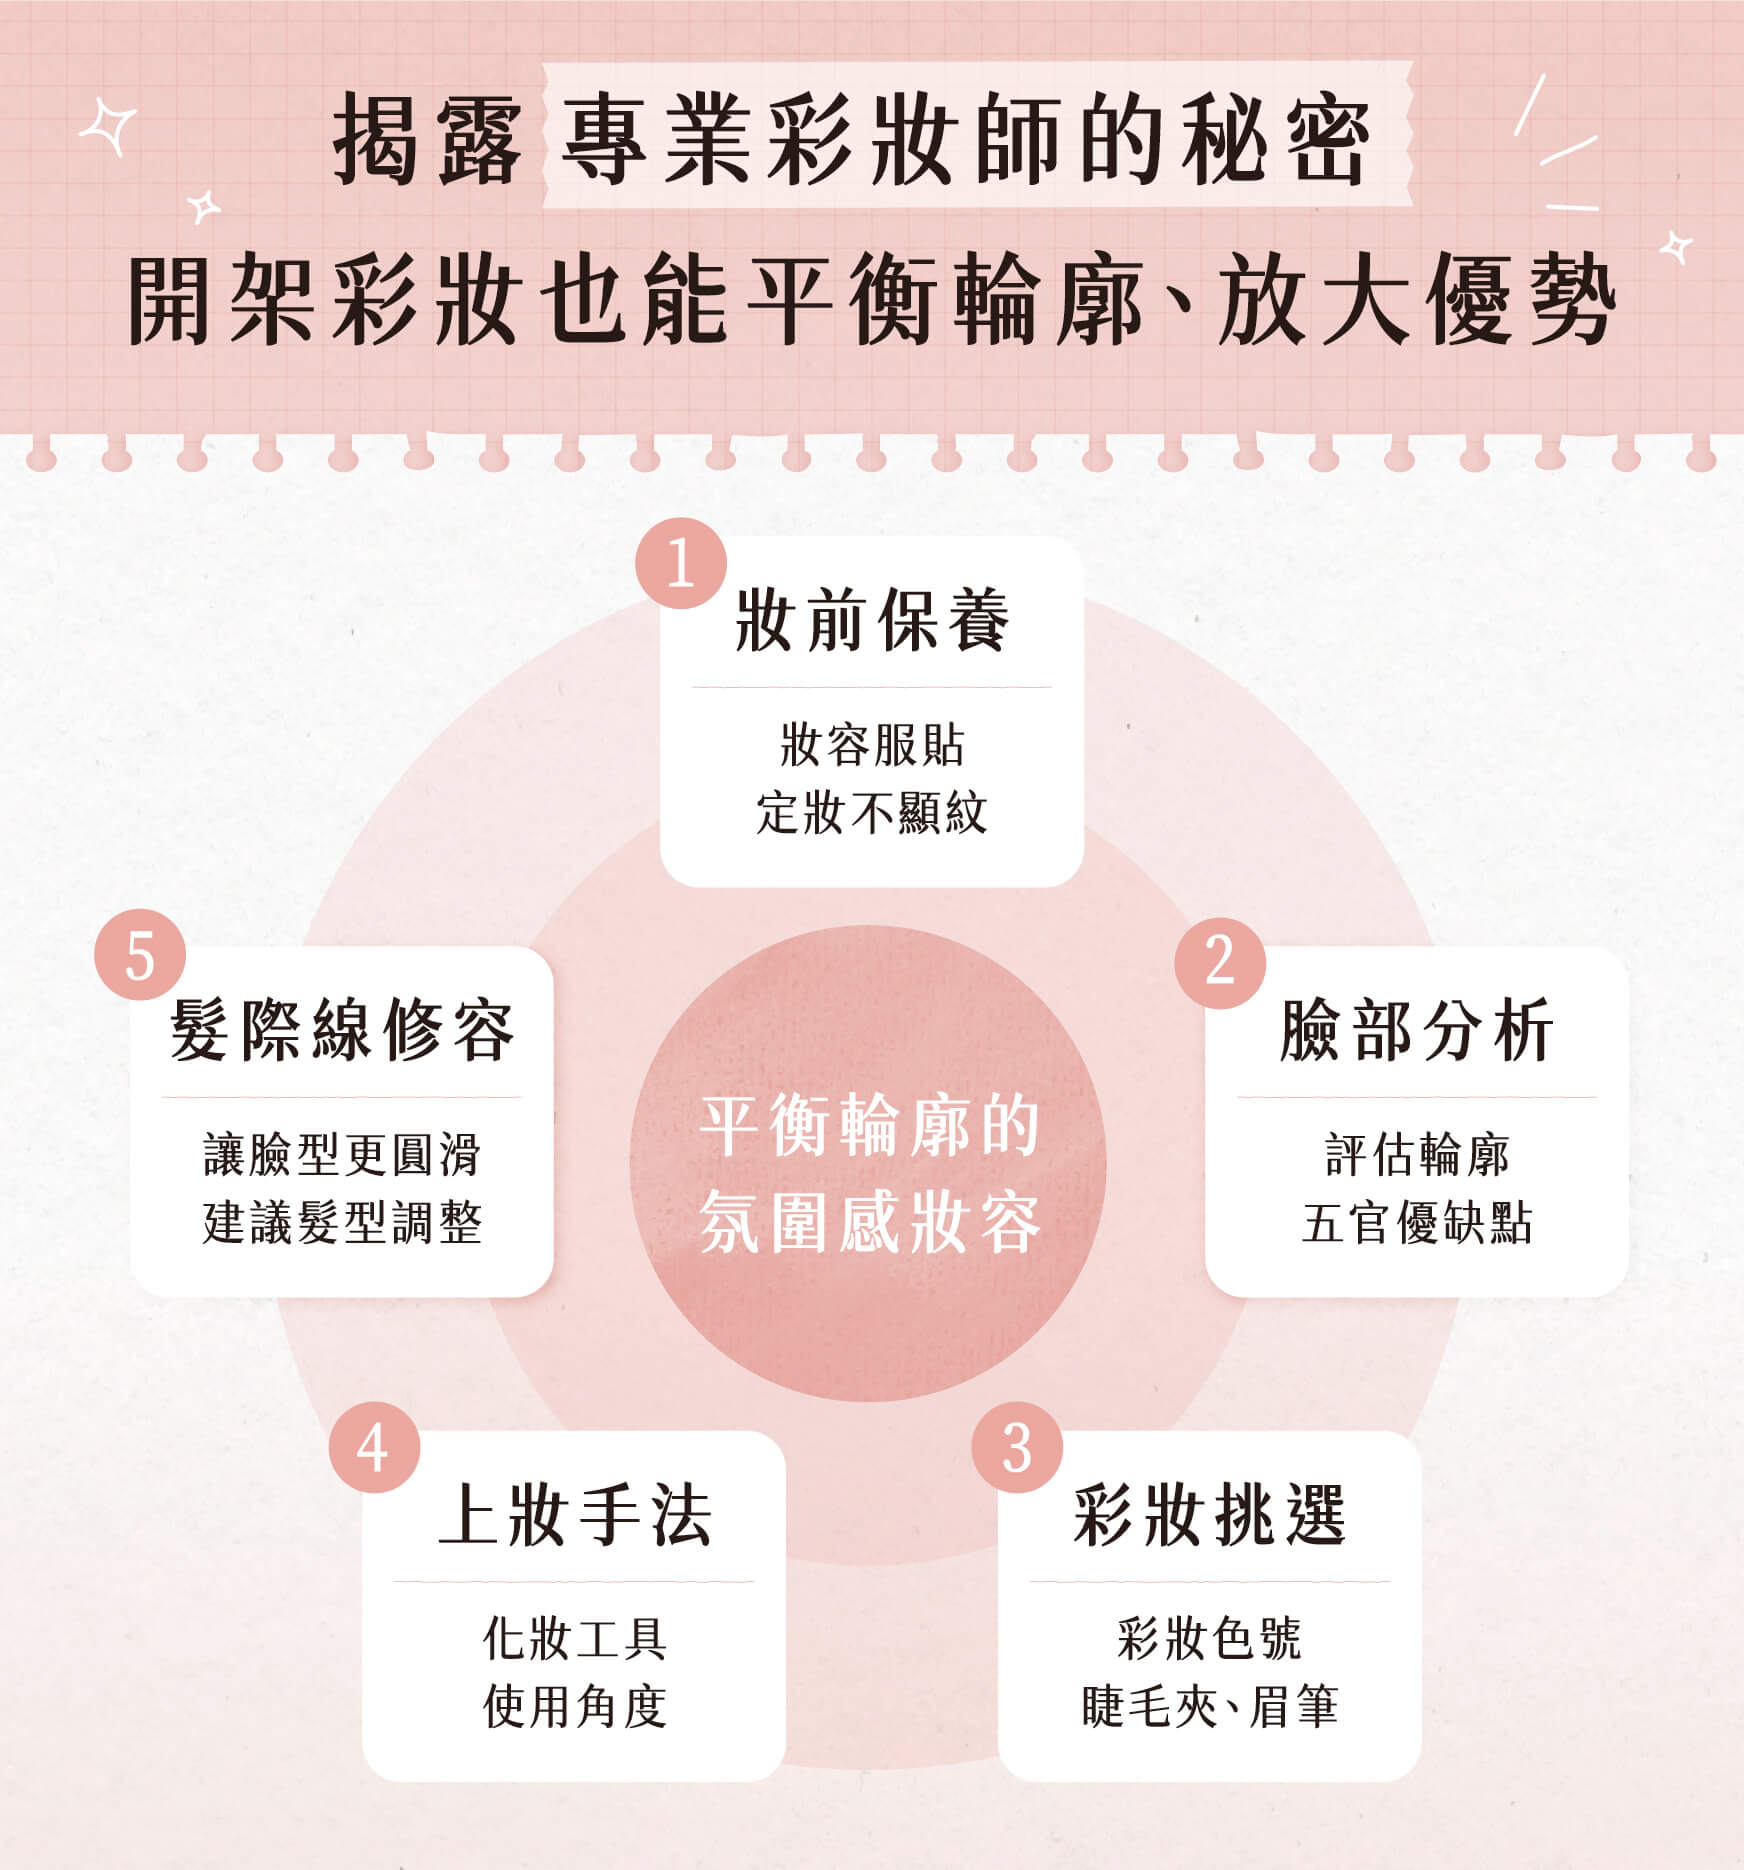 揭露專業彩妝師的秘密
開架彩妝也能平衡輪廓、放大優勢
1
妝前保養
妝容服貼
定妝不顯紋
2
臉部分析
評估輪廓
五官優缺點
3
彩妝挑選
彩妝色號
睫毛夾、眉筆
4
上妝手法
化妝工具
使用角度
5
髮際線修容
讓臉型更圓滑
建議髮型調整
平衡輪廓的
氛圍感妝容